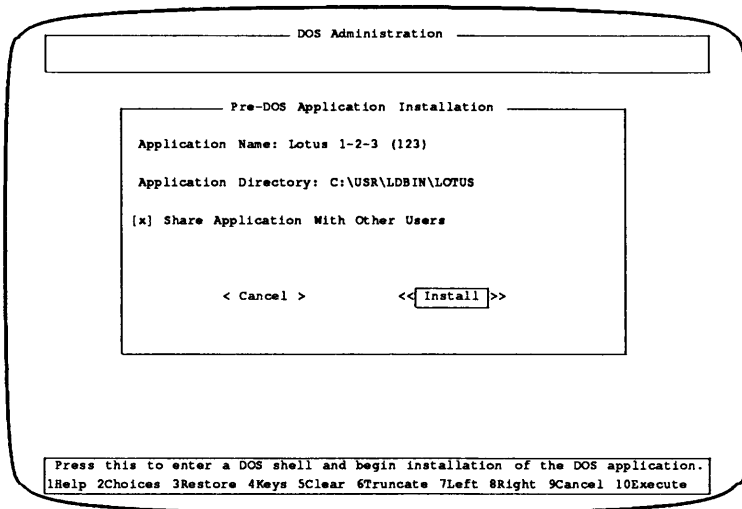 DOS Administration
Pre-DOS Application Installation
Application Name: Lotus 1-2-3 (123)
Application Directory: C:\USR\LDBIN\LOTUS
[x] Share Application With Other Users
< Cancel > << Install >>
Press this to enter a DOS shell and begin installation of the DOS application.
1Help 2Choices 3Restore 4Keys 5Clear 6Truncate 7Left 8Right 9Cancel 10Execute